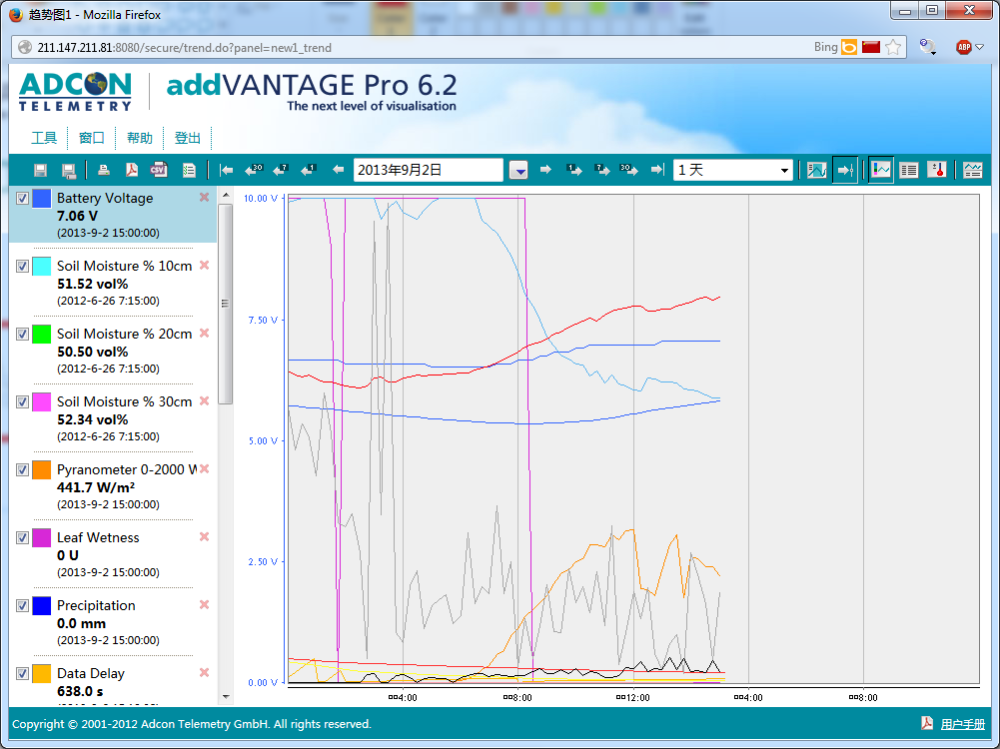 趋势图1 - Mozilla Firefox
211.147.211.81:8080/secure/trend.do?panel=new1_trend
Bing
ABP
ADCON
TELEMETRY
addVANTAGE Pro 6.2
The next level of visualisation
工具 窗口 帮助 登出
CSV
30 7 1
2013年9月2日
1 7 30
1 天
Battery Voltage
7.06 V
(2013-9-2 15:00:00)
Soil Moisture % 10cm
51.52 vol%
(2012-6-26 7:15:00)
Soil Moisture % 20cm
50.50 vol%
(2012-6-26 7:15:00)
Soil Moisture % 30cm
52.34 vol%
(2012-6-26 7:15:00)
Pyranometer 0-2000 W
441.7 W/m²
(2013-9-2 15:00:00)
Leaf Wetness
0 U
(2013-9-2 15:00:00)
Precipitation
0.0 mm
(2013-9-2 15:00:00)
Data Delay
638.0 s
10.00 V
7.50 V
5.00 V
2.50 V
0.00 V
¤¤4:00
¤¤8:00
¤¤12:00
¤¤4:00
¤¤8:00
Copyright © 2001-2012 Adcon Telemetry GmbH. All rights reserved.
用户手册